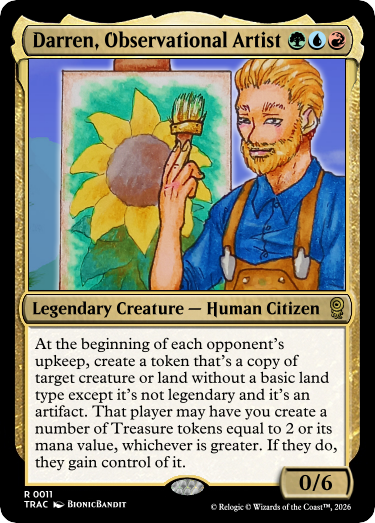 Darren, Observational Artist
Legendary Creature — Human Citizen
At the beginning of each opponent's
upkeep, create a token that's a copy of
target creature or land without a basic land
type except it's not legendary and it's an
artifact. That player may have you create a
number of Treasure tokens equal to 2 or its
mana value, whichever is greater. If they do,
they gain control of it.
0/6
R 0011
TRAC BionicBandit
© Relogic © Wizards of the Coast™, 2026